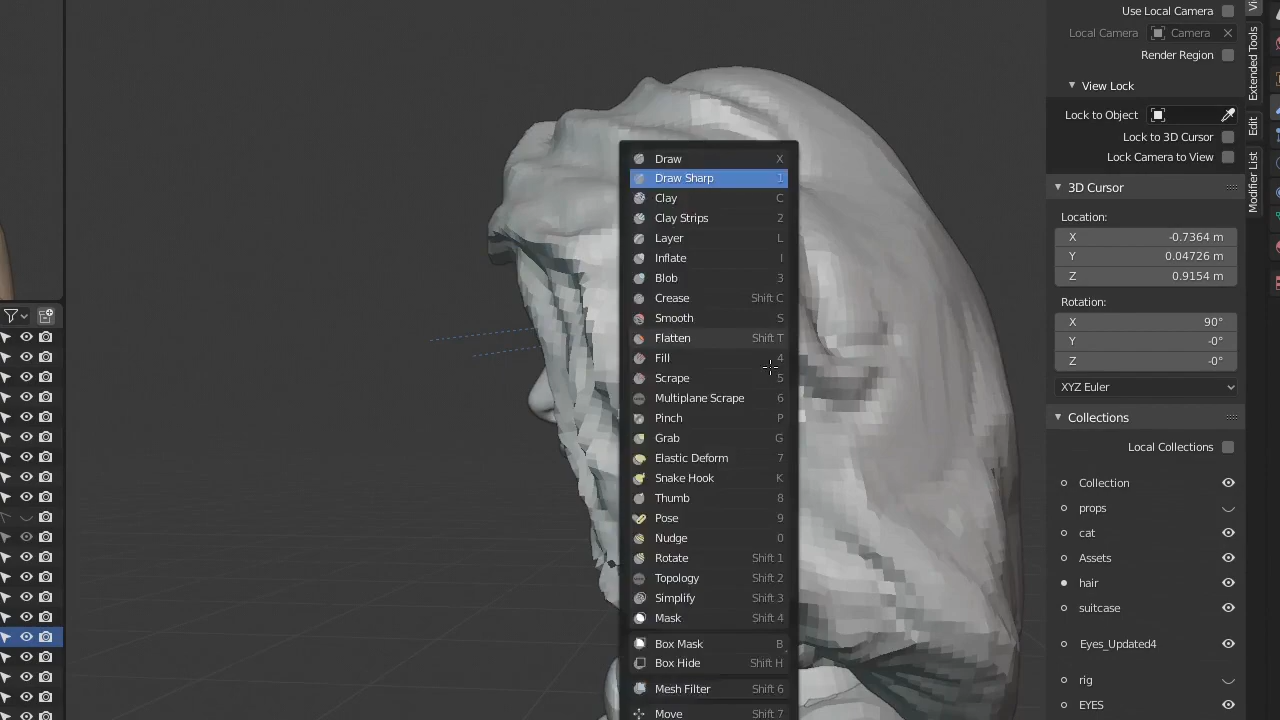 Use Local Camera
Local Camera Camera
Render Region
View Lock
Lock to Object
Lock to 3D Cursor
Lock Camera to View
3D Cursor
Location:
X -0.7364 m
Y 0.04726 m
Z 0.9154 m
Rotation:
X 90°
Y -0°
Z -0°
XYZ Euler
Collections
Local Collections
Collection
props
cat
Assets
hair
suitcase
Eyes_Updated4
rig
EYES
Extended Tools
Edit
Modifier List
Draw X
Draw Sharp 1
Clay C
Clay Strips 2
Layer L
Inflate I
Blob 3
Crease Shift C
Smooth S
Flatten Shift T
Fill 4
Scrape 5
Multiplane Scrape 6
Pinch P
Grab G
Elastic Deform 7
Snake Hook K
Thumb 8
Pose 9
Nudge 0
Rotate Shift 1
Topology Shift 2
Simplify Shift 3
Mask Shift 4
Box Mask B
Box Hide Shift H
Mesh Filter Shift 6
Move Shift 7